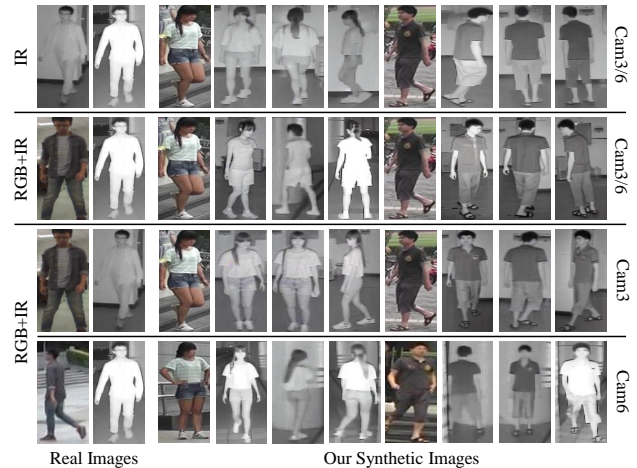 IR
Cam3/6
RGB+IR
Cam3/6
RGB+IR
Cam3
Cam6
Real Images
Our Synthetic Images